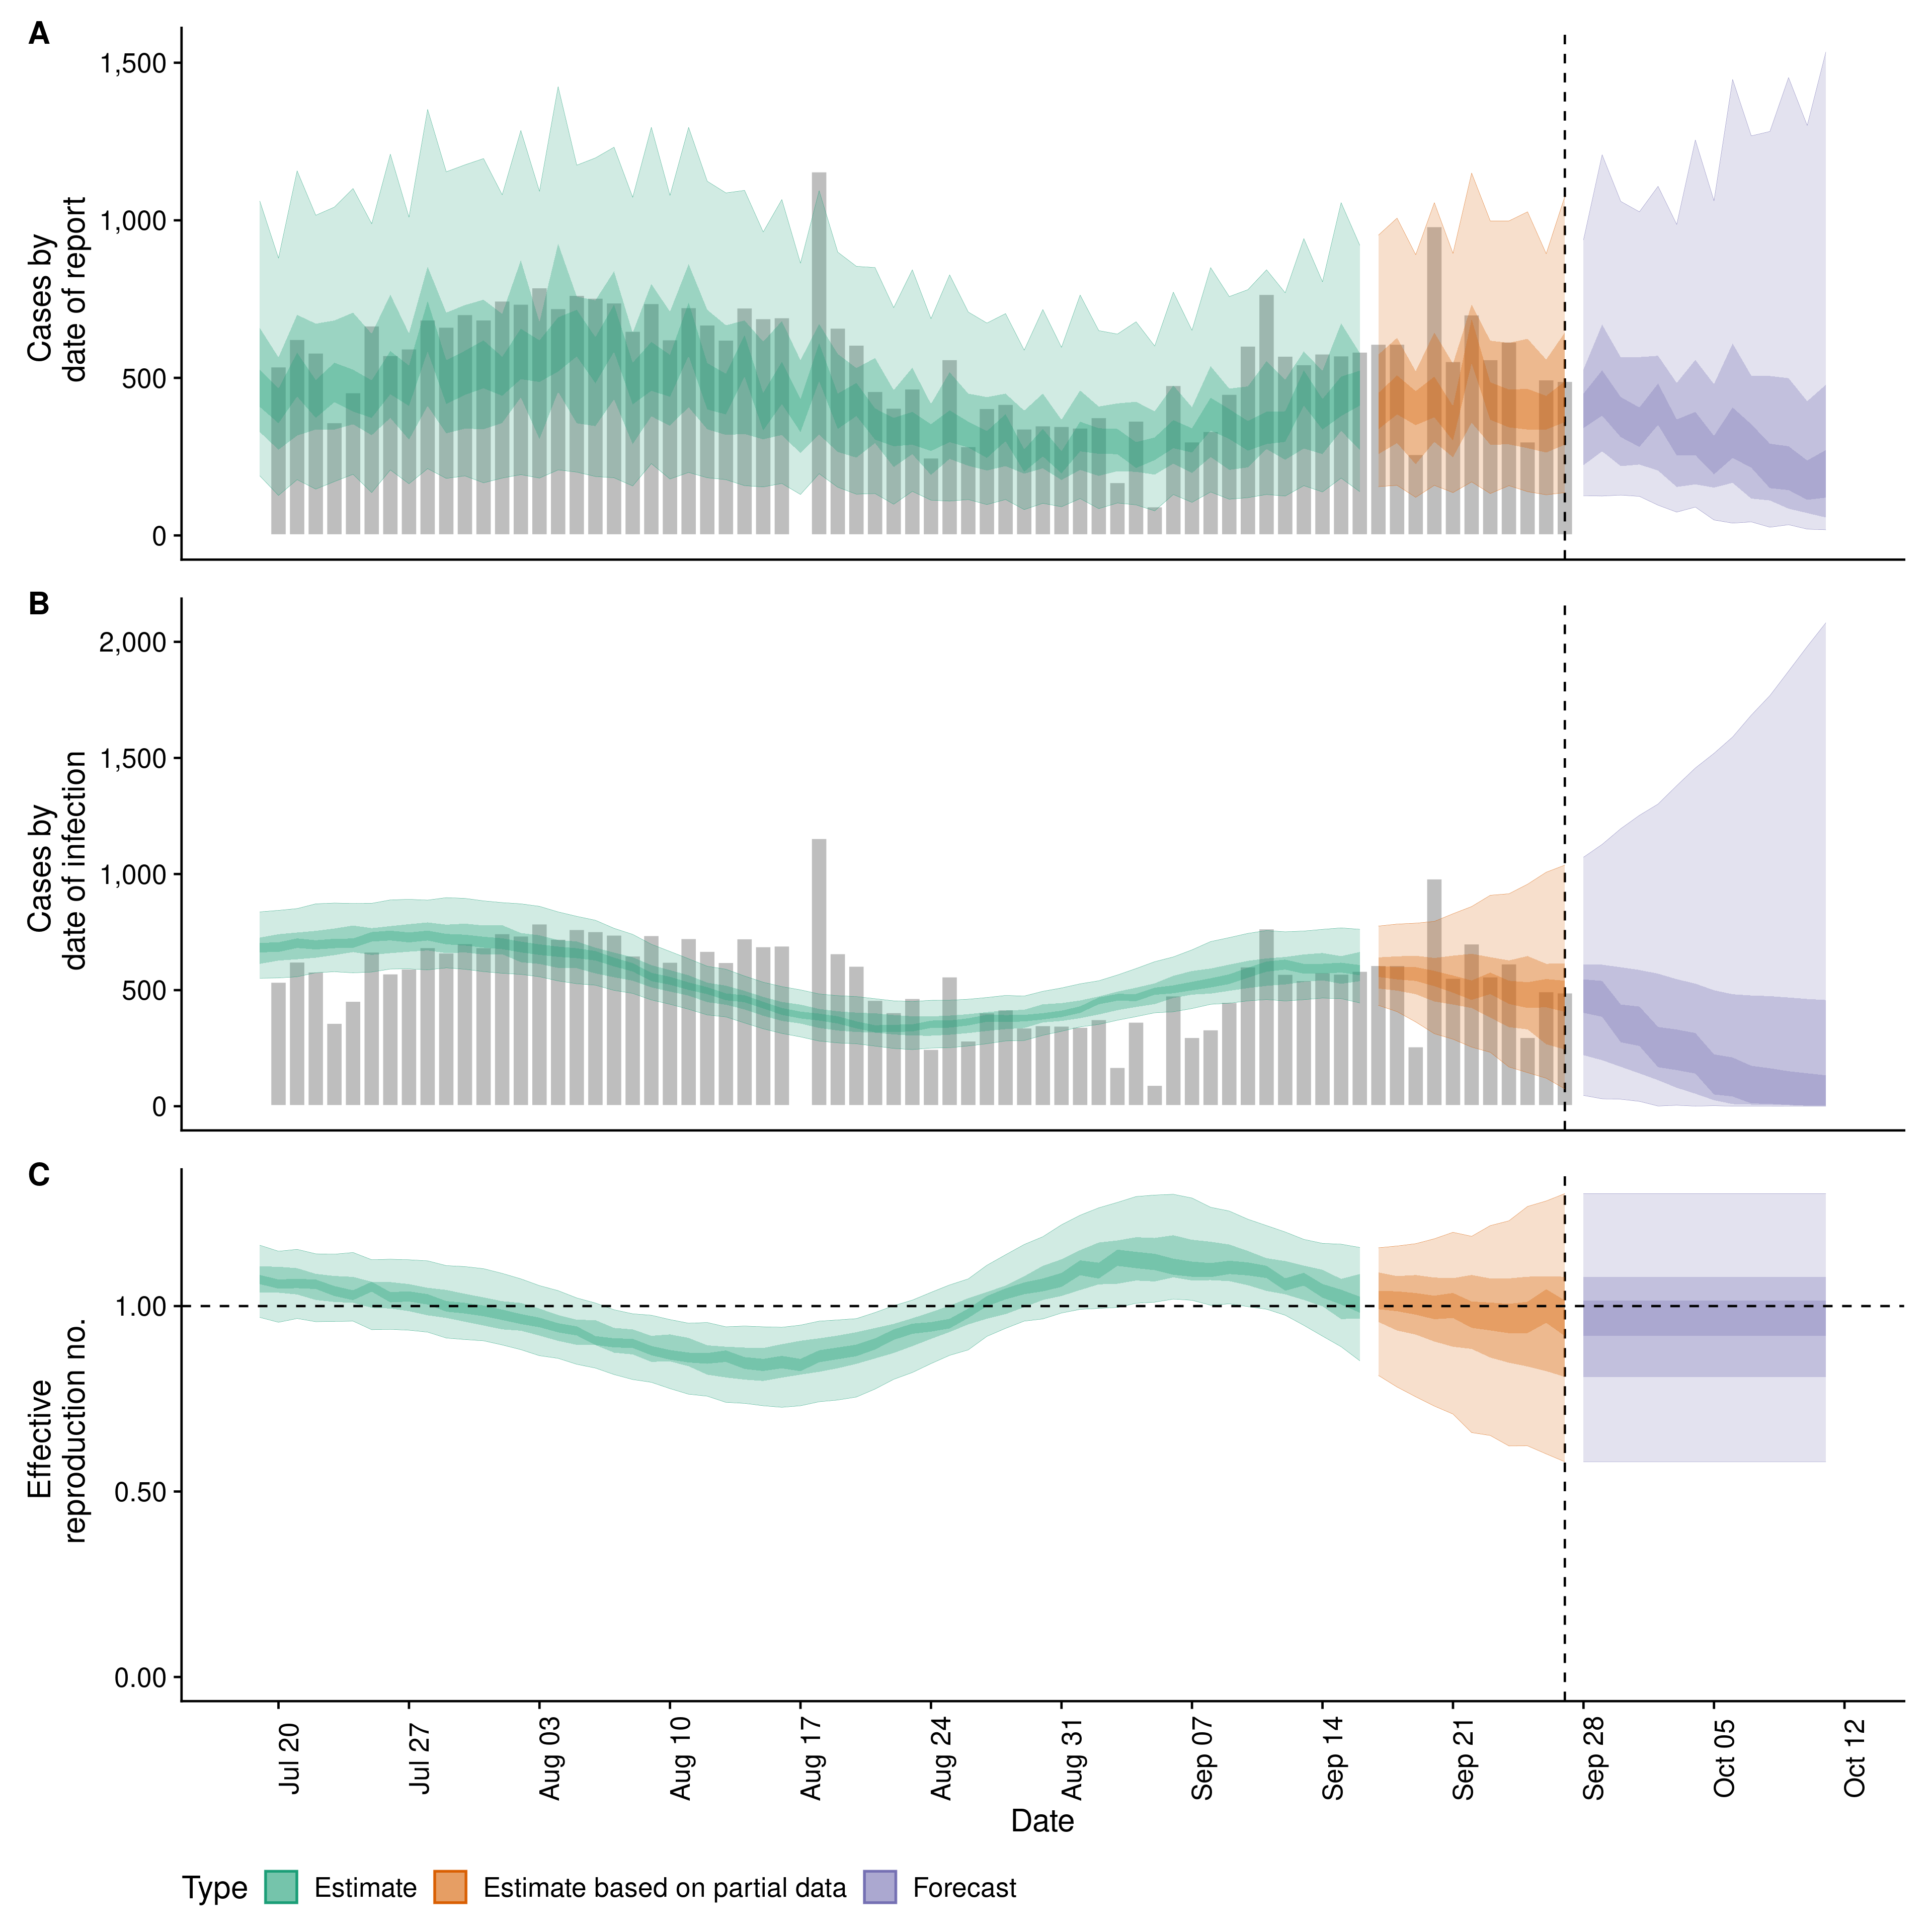 A
Cases by
date of report
1,500
1,000
500
0
B
Cases by
date of infection
2,000
1,500
1,000
500
0
C
Effective
reproduction no.
1.00
0.50
0.00
Jul 20
Jul 27
Aug 03
Aug 10
Aug 17
Aug 24
Aug 31
Sep 07
Sep 14
Sep 21
Sep 28
Oct 05
Oct 12
Date
Type Estimate Estimate based on partial data Forecast